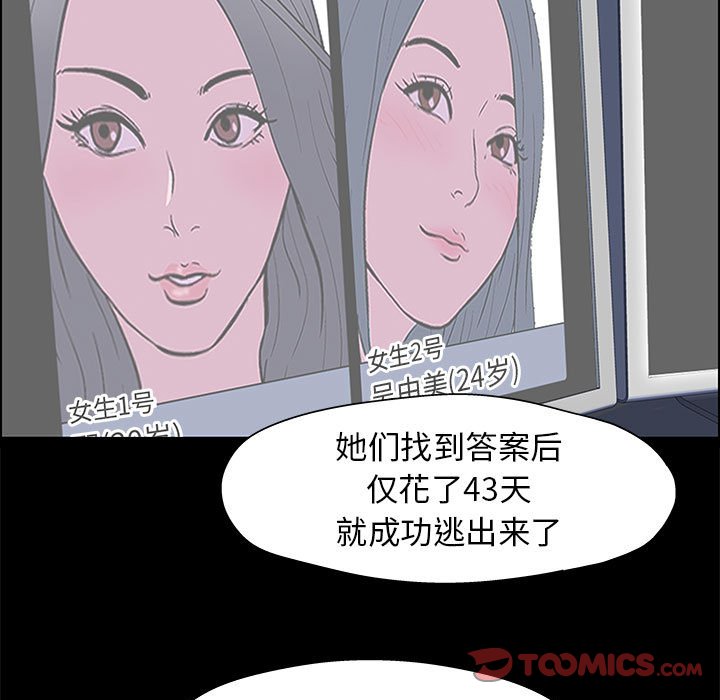 女生1号
女生2号
吴由美(24岁)
她们找到答案后
仅花了43天
就成功逃出来了
TOOMICS.COM